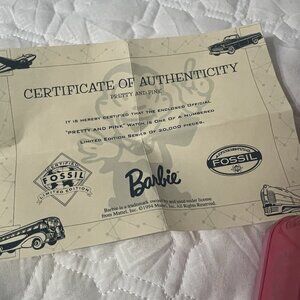 CERTIFICATE OF AUTHENTICITY
PRETTY AND PINK
IT IS HEREBY CERTIFIED THAT THE ENCLOSED OFFICIAL
"PRETTY AND PINK" WATCH IS ONE OF A NUMBERED
LIMITED EDITION SERIES OF 20,000 PIECES.
CERTIFIED
FOSSIL
LIMITED EDITION
Barbie
FOSSIL
Barbie is a trademark owned by and used under license
from Mattel, Inc. ©1994 Mattel, Inc. All Rights Reserved.